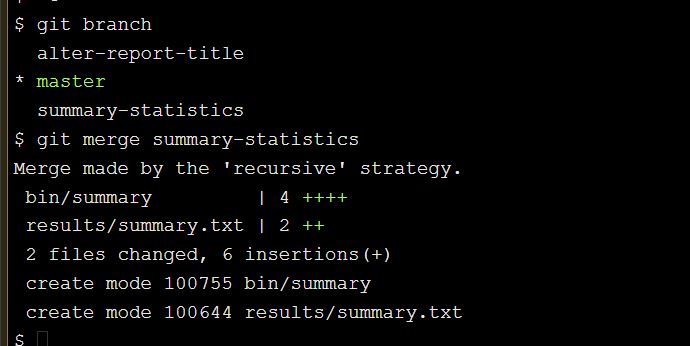 $ git branch
  alter-report-title
* master
  summary-statistics
$ git merge summary-statistics
Merge made by the 'recursive' strategy.
 bin/summary         | 4 ++++
 results/summary.txt | 2 ++
 2 files changed, 6 insertions(+)
 create mode 100755 bin/summary
 create mode 100644 results/summary.txt
$